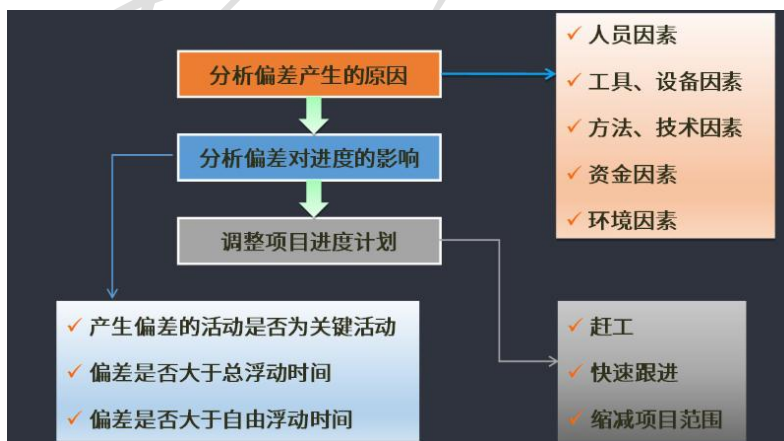 分析偏差产生的原因
人员因素
工具、设备因素
方法、技术因素
资金因素
环境因素
分析偏差对进度的影响
调整项目进度计划
产生偏差的活动是否为关键活动
偏差是否大于总浮动时间
偏差是否大于自由浮动时间
赶工
快速跟进
缩减项目范围